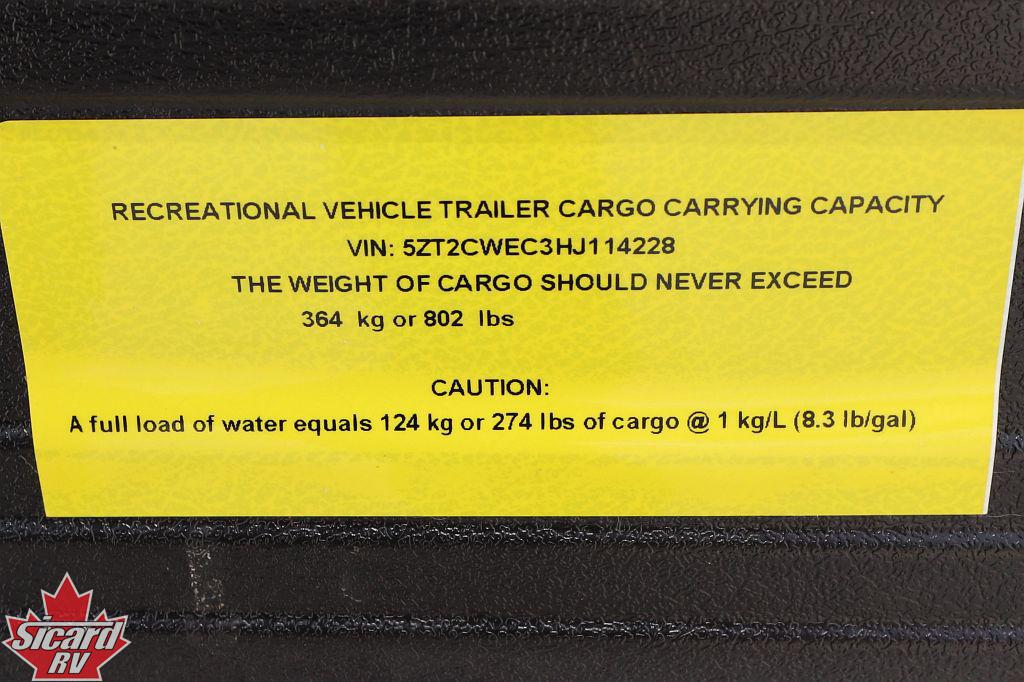 RECREATIONAL VEHICLE TRAILER CARGO CARRYING CAPACITY
VIN: 5ZT2CWEC3HJ114228
THE WEIGHT OF CARGO SHOULD NEVER EXCEED
364 kg or 802 lbs
CAUTION:
A full load of water equals 124 kg or 274 lbs of cargo @ 1 kg/L (8.3 lb/gal)
Sicard
RV